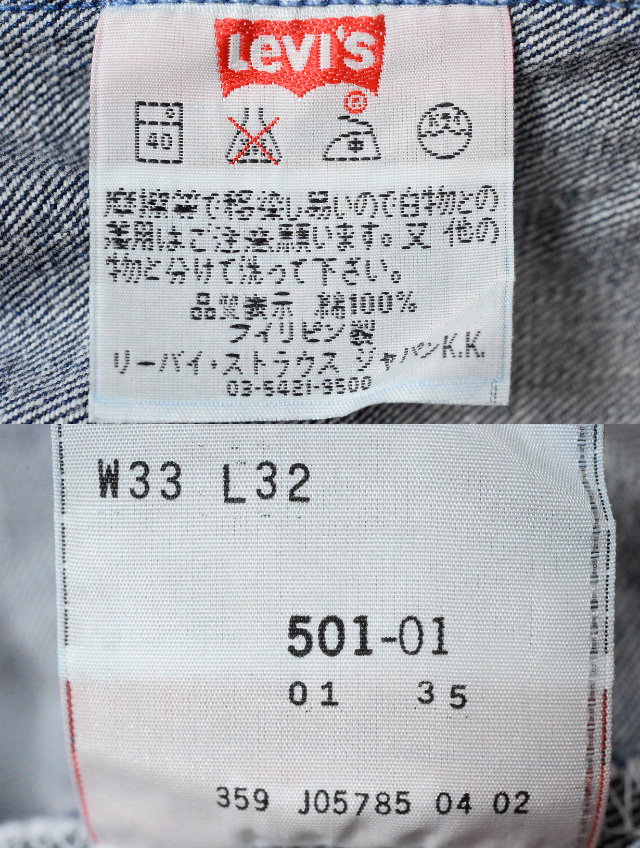 Levi's
®
40
摩擦等で移染し易いので白物との
着用はご注意願います。又 他の
物と分けて洗って下さい。
品質表示 綿100%
フィリピン製
リーバイ・ストラウス ジャパンK.K.
03-5421-9500
W33 L32
501-01
01 35
359 J05785 04 02